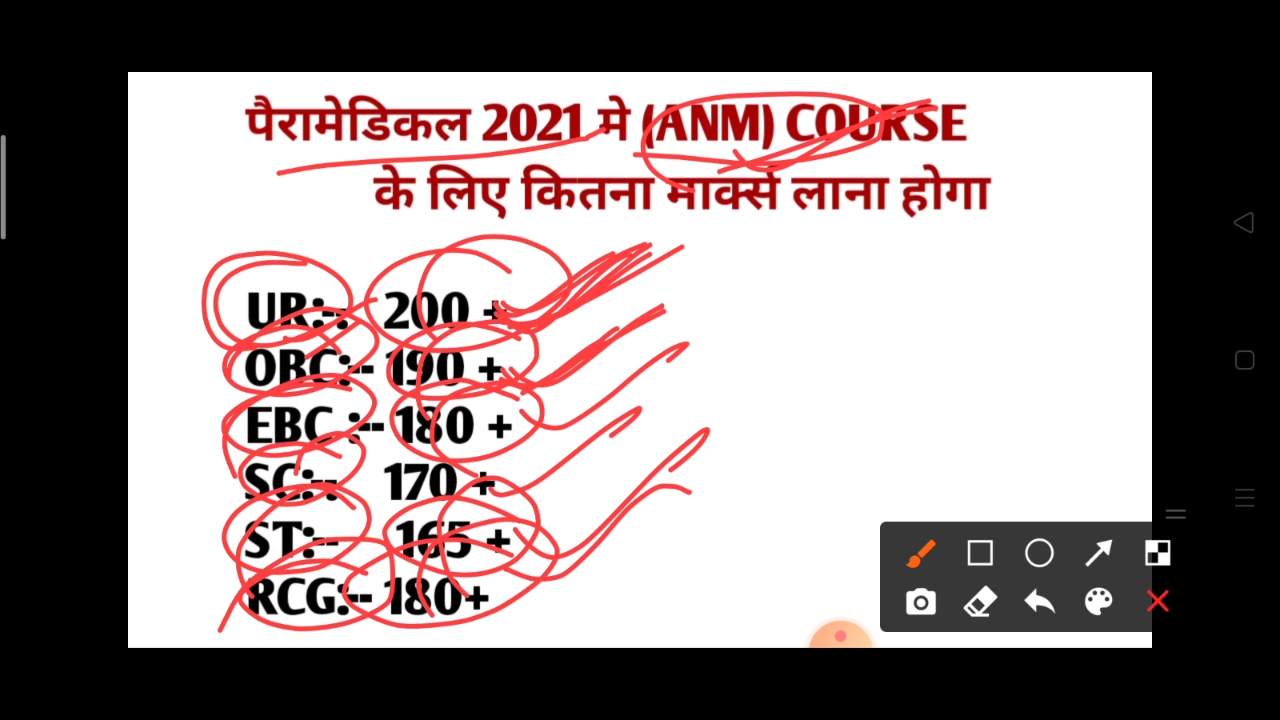 पैरामेडिकल 2021 मे (ANM) COURSE
के लिए कितना मार्क्स लाना होगा
UR:-: 200 +
OBC:-- 190 +
EBC :-- 180 +
SC:-: 170 +
ST:-- 165 +
RCG:-- 180+